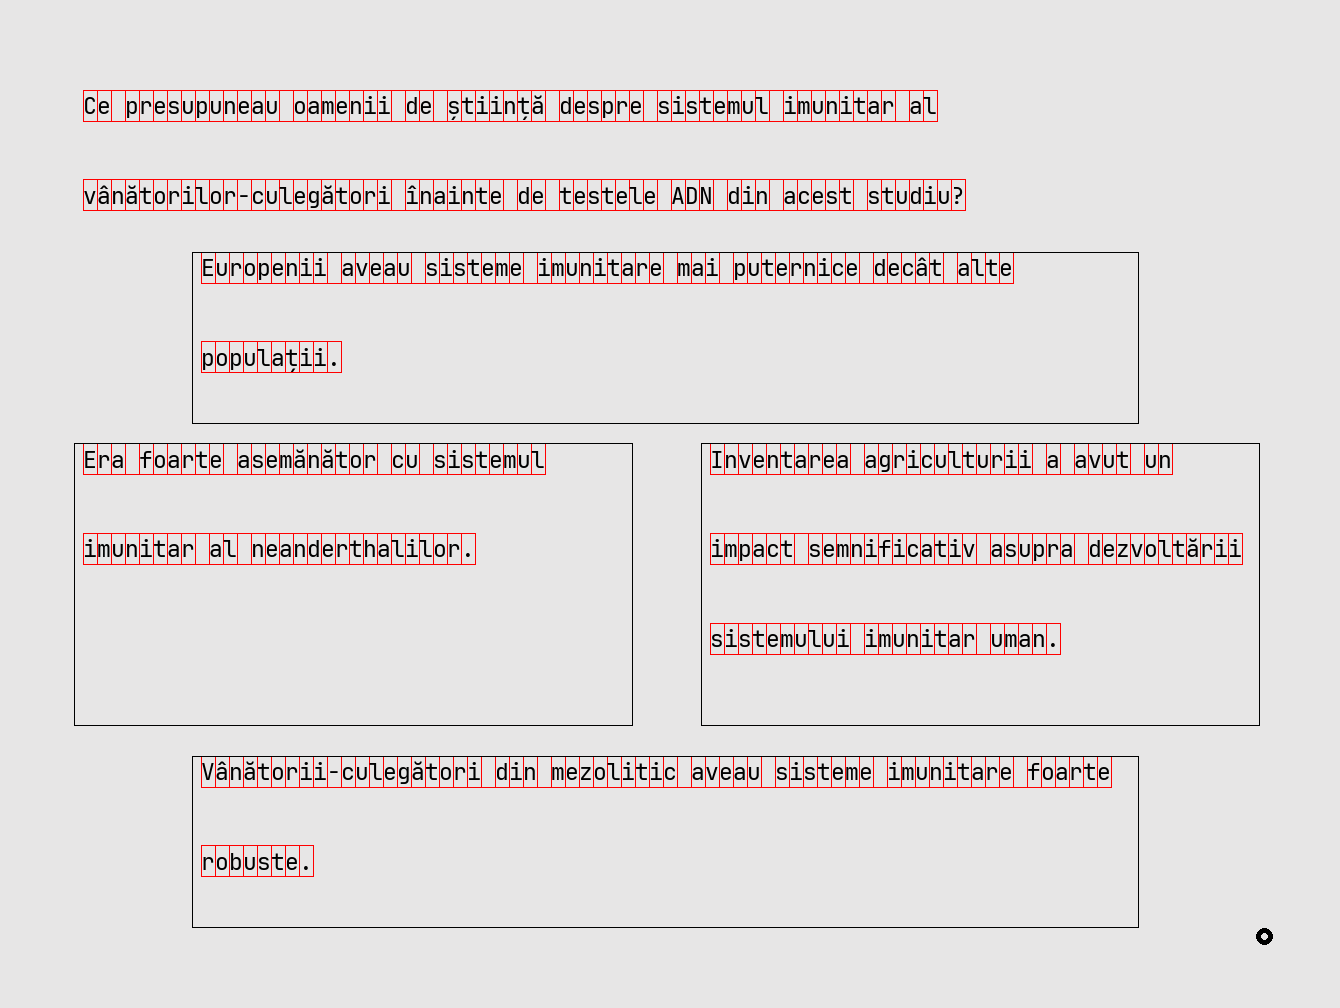 Ce presupuneau oamenii de știință despre sistemul imunitar al
vânătorilor-culegători înainte de testele ADN din acest studiu?
Europenii aveau sisteme imunitare mai puternice decât alte
populații.
Era foarte asemănător cu sistemul
imunitar al neanderthalilor.
Inventarea agriculturii a avut un
impact semnificativ asupra dezvoltării
sistemului imunitar uman.
Vânătorii-culegători din mezolitic aveau sisteme imunitare foarte
robuste.